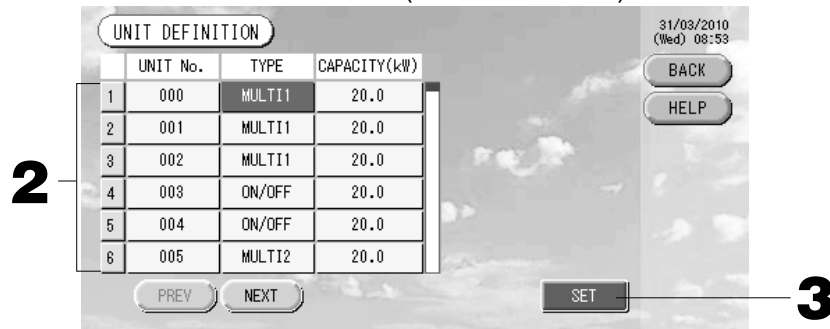 UNIT DEFINITION
31/03/2010
(Wed) 08:53
BACK
HELP
UNIT No. TYPE CAPACITY(kW)
1 000 MULTI1 20.0
2 001 MULTI1 20.0
3 002 MULTI1 20.0
4 003 ON/OFF 20.0
5 004 ON/OFF 20.0
6 005 MULTI2 20.0
2
PREV NEXT SET
3